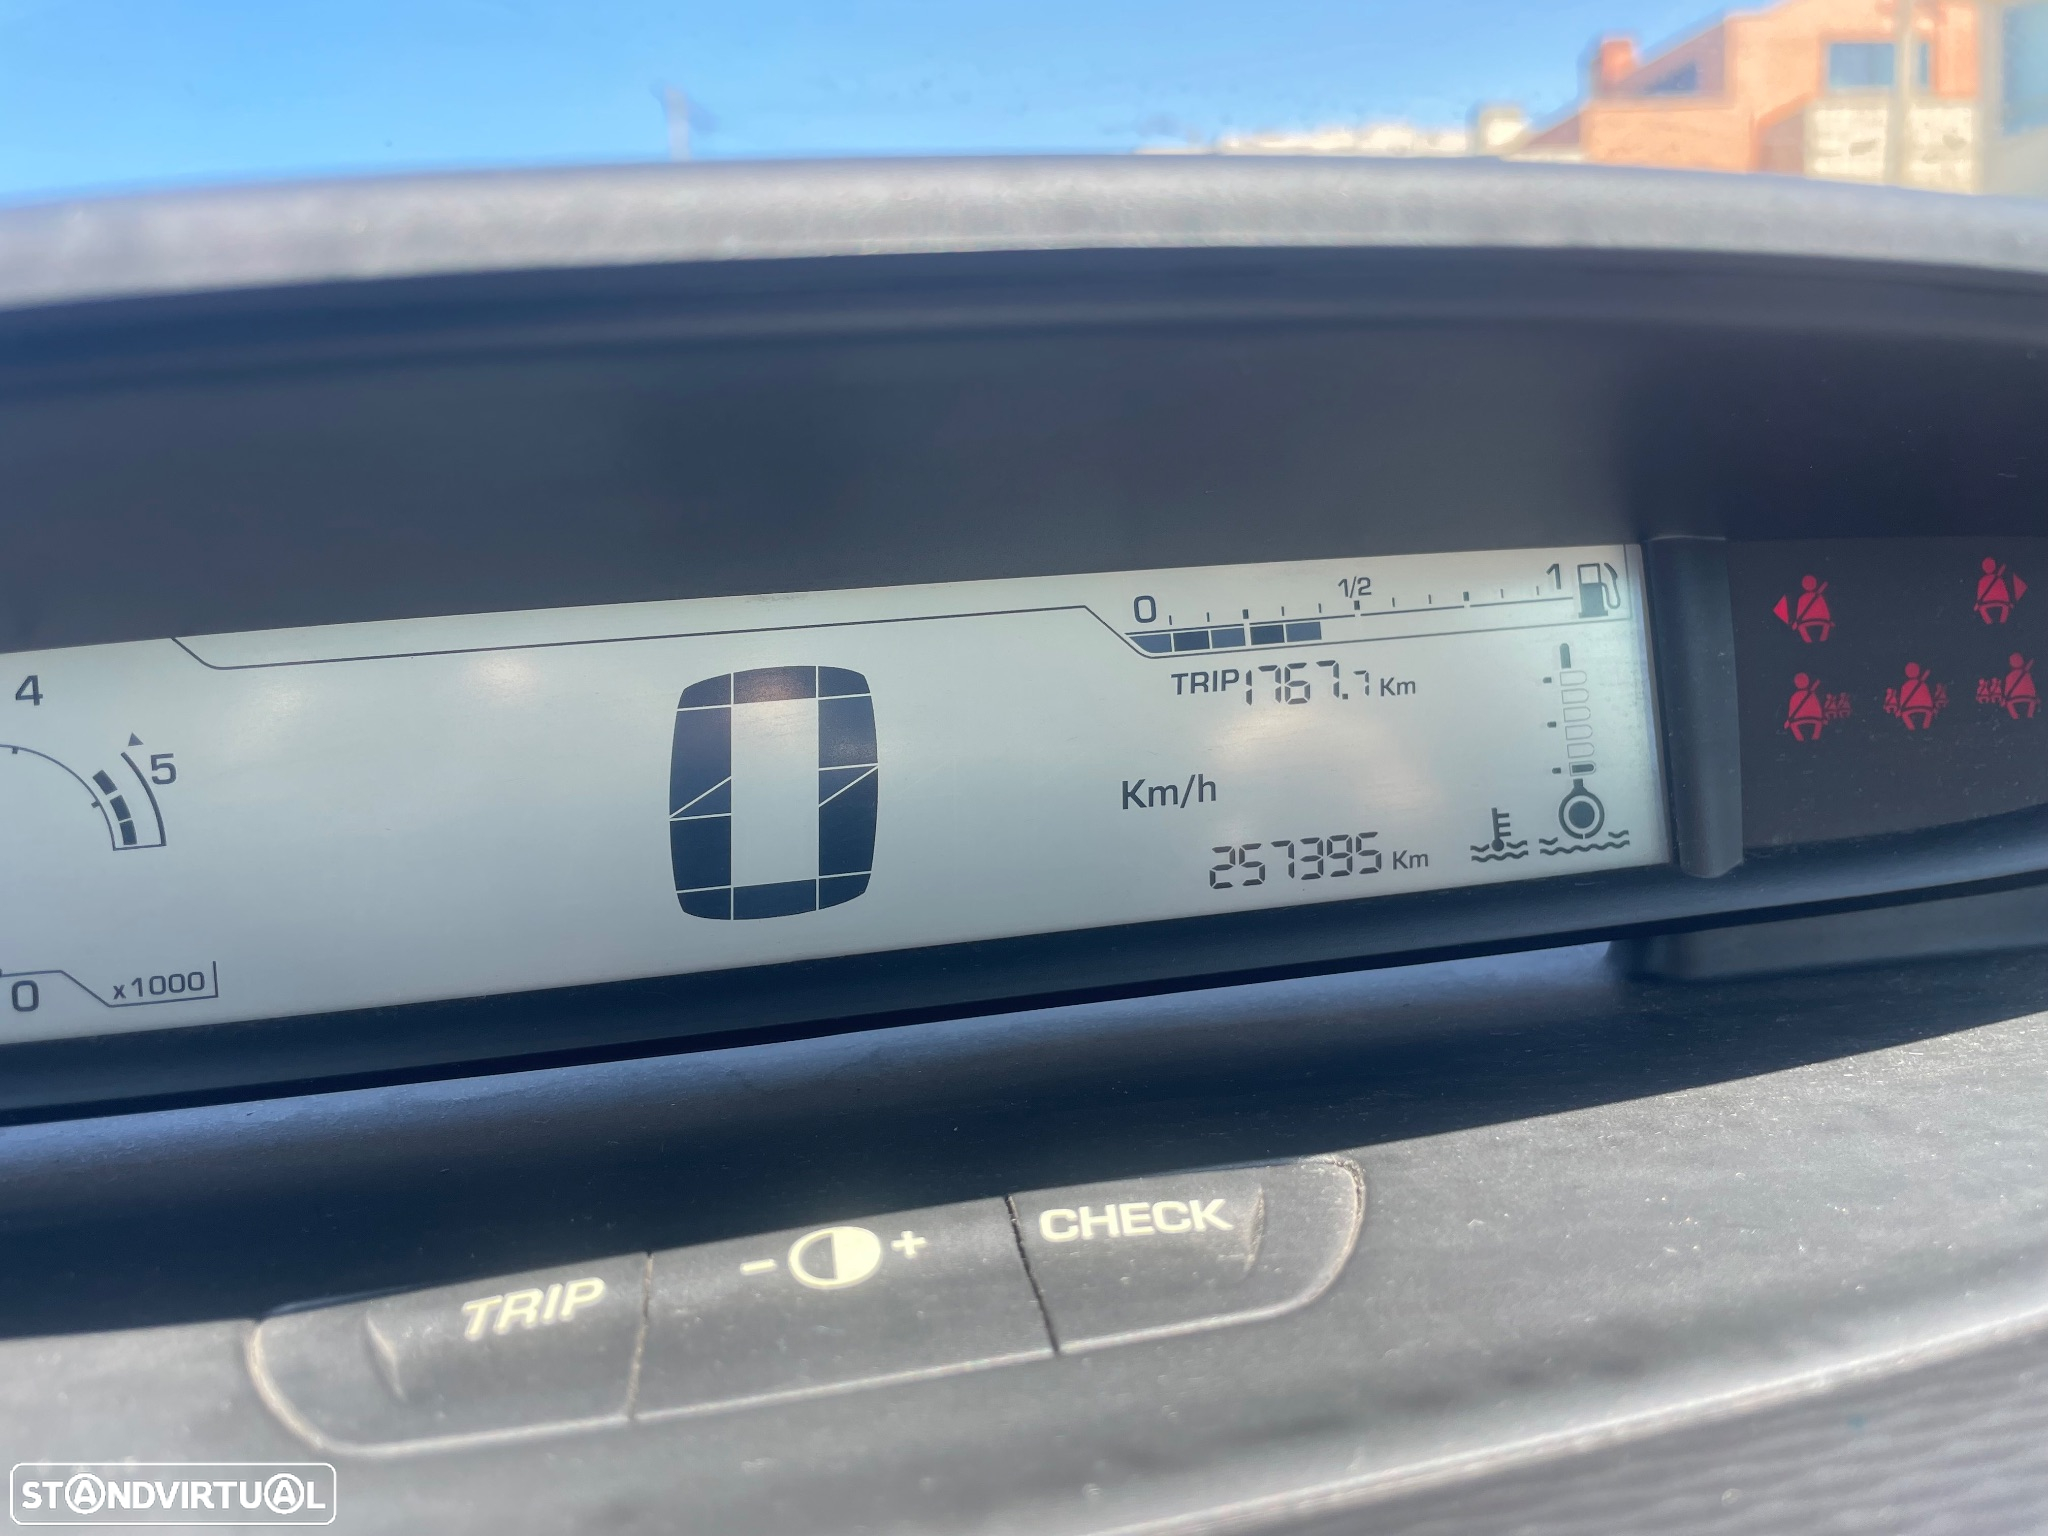 0 1/2 1
TRIP 1767.7 Km
4
5
0
Km/h
257395 Km
0 x1000
TRIP - + CHECK
STANDVIRTUAL